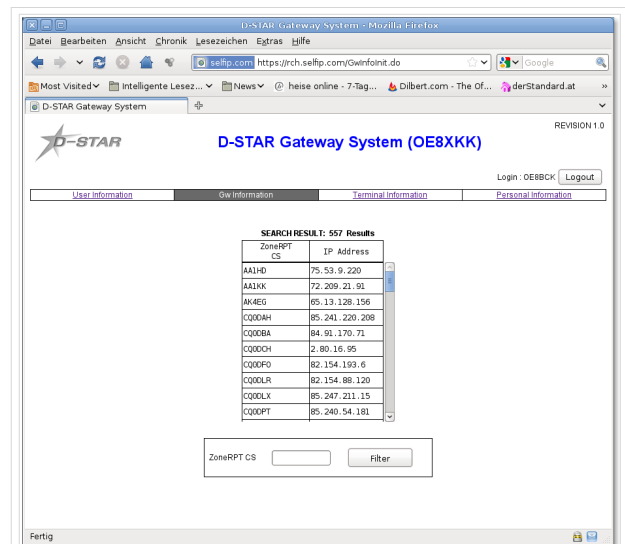 D-STAR Gateway System - Mozilla Firefox
Datei Bearbeiten Ansicht Chronik Lesezeichen Extras Hilfe
selfip.com https://rch.selfip.com/GwInfoInit.do Google
Most Visited Intelligente Lesez... News heise online - 7-Tag... Dilbert.com - The Of... derStandard.at »
D-STAR Gateway System
REVISION 1.0
D-STAR
D-STAR Gateway System (OE8XKK)
Login : OE8BCK Logout
User Information Gw Information Terminal Information Personal Information
SEARCH RESULT: 557 Results
ZoneRPT CS IP Address
AA1HD 75.53.9.220
AA1KK 72.209.21.91
AK4EG 65.13.128.156
CQ0DAH 85.241.220.208
CQ0DBA 84.91.170.71
CQ0DCH 2.80.16.95
CQ0DFO 82.154.193.6
CQ0DLR 82.154.88.120
CQ0DLX 85.247.211.15
CQ0DPT 85.240.54.181
ZoneRPT CS Filter
Fertig